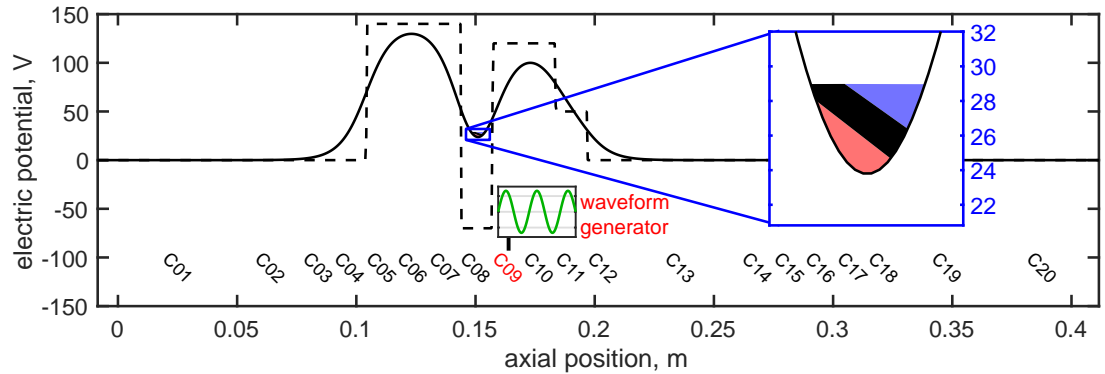 150
100
50
0
-50
-100
-150
electric potential, V
32
30
28
26
24
22
waveform
generator
C01 C02 C03 C04 C05 C06 C07 C08 C09 C10 C11 C12 C13 C14 C15 C16 C17 C18 C19 C20
0 0.05 0.1 0.15 0.2 0.25 0.3 0.35 0.4
axial position, m